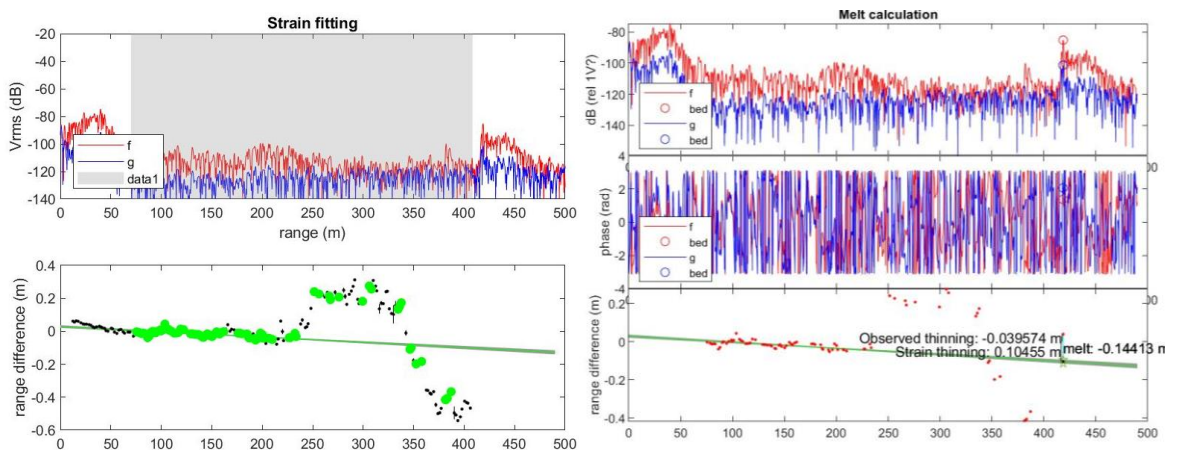 Strain fitting
Vrms (dB)
-20
-40
-60
-80
-100
-120
-140
f
g
data1
0 50 100 150 200 250 300 350 400 450 500
range (m)
range difference (m)
0.4
0.2
0
-0.2
-0.4
-0.6
0 50 100 150 200 250 300 350 400 450 500
Melt calculation
dB (rel 1V?)
-75
-100
-120
-140
f
bed
g
bed
4
00
phase (rad)
2
0
-2
-4
f
bed
g
bed
00
range difference (m)
0.2
0
-0.2
-0.4
Observed thinning: -0.039574 m
Strain thinning: 0.10455 m
melt: -0.14413 m
0 50 100 150 200 250 300 350 400 450 500